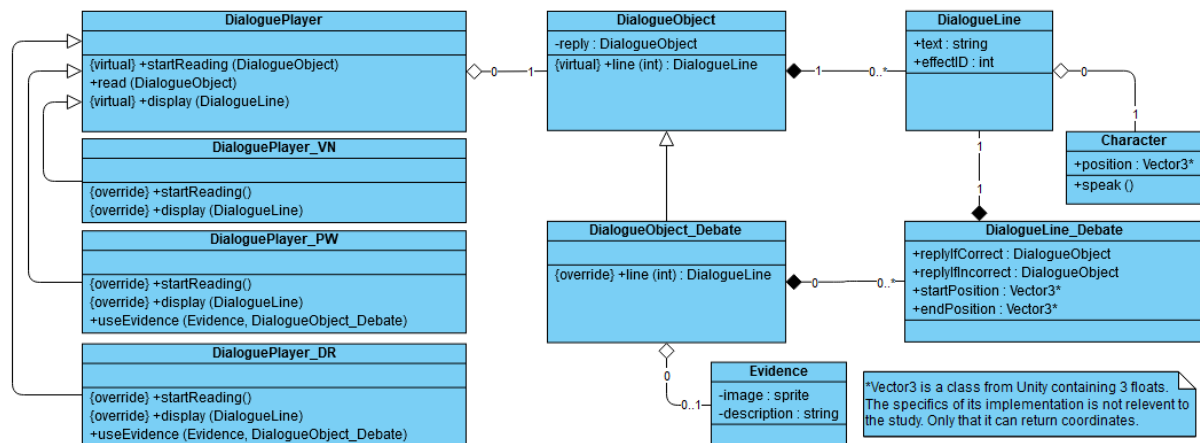 DialoguePlayer
{virtual} +startReading (DialogueObject)
+read (DialogueObject)
{virtual} +display (DialogueLine)
0
1
DialogueObject
-reply : DialogueObject
{virtual} +line (int) : DialogueLine
1
0..*
DialogueLine
+text : string
+effectID : int
0
1
Character
+position : Vector3*
+speak ()
DialoguePlayer_VN
{override} +startReading()
{override} +display (DialogueLine)
1
1
DialoguePlayer_PW
{override} +startReading()
{override} +display (DialogueLine)
+useEvidence (Evidence, DialogueObject_Debate)
DialogueObject_Debate
{override} +line (int) : DialogueLine
0
0..*
DialogueLine_Debate
+replyIfCorrect : DialogueObject
+replyIfIncorrect : DialogueObject
+startPosition : Vector3*
+endPosition : Vector3*
DialoguePlayer_DR
{override} +startReading()
{override} +display (DialogueLine)
+useEvidence (Evidence, DialogueObject_Debate)
0
0..1
Evidence
-image : sprite
-description : string
*Vector3 is a class from Unity containing 3 floats.
The specifics of its implementation is not relevent to
the study. Only that it can return coordinates.